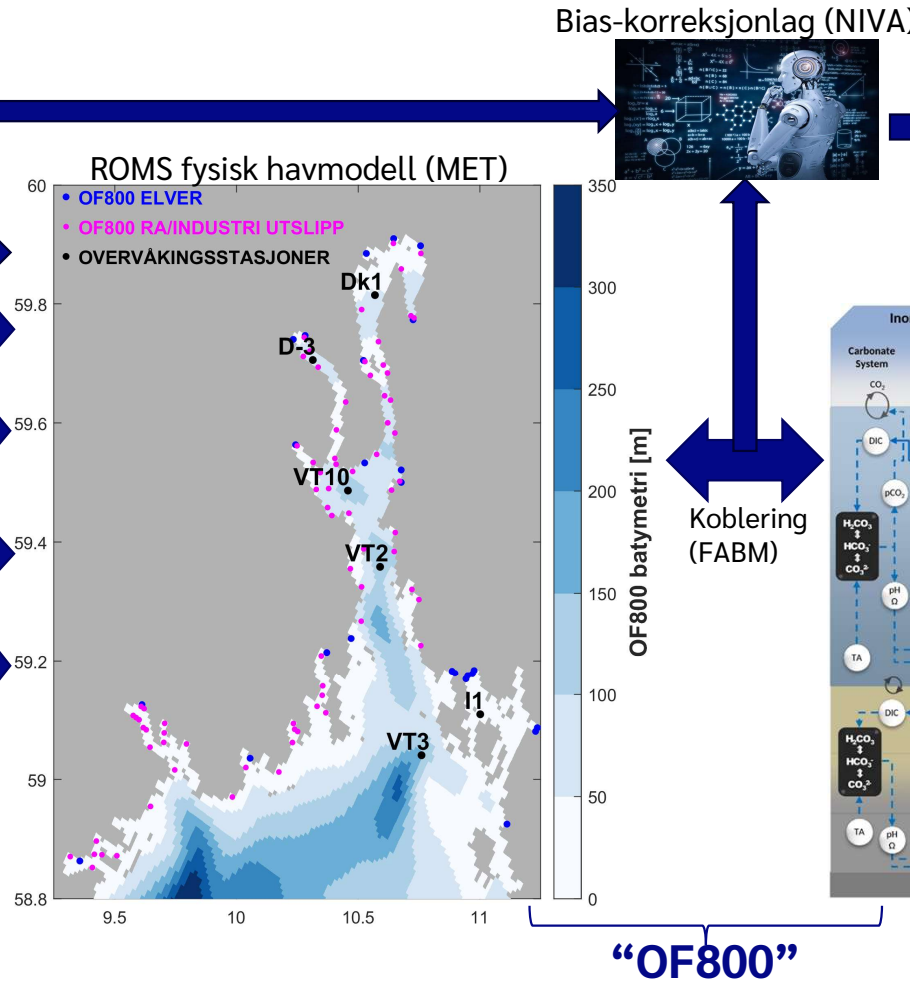 Bias-korreksjonlag (NIVA)
ROMS fysisk havmodell (MET)
OF800 ELVER
OF800 RA/INDUSTRI UTSLIPP
OVERVÅKINGSSTASJONER
60
59.8
59.6
59.4
59.2
59
58.8
9.5
10
10.5
11
Dk1
D-3
VT10
VT2
I1
VT3
350
300
250
200
150
100
50
0
OF800 batymetri [m]
Koblering
(FABM)
“OF800”
Carbonate
System
CO₂
DIC
pCO₂
H₂CO₃
⇕
HCO₃⁻
⇕
CO₃²⁻
pH
Ω
TA
DIC
H₂CO₃
⇕
HCO₃⁻
⇕
CO₃²⁻
TA
pH
Ω